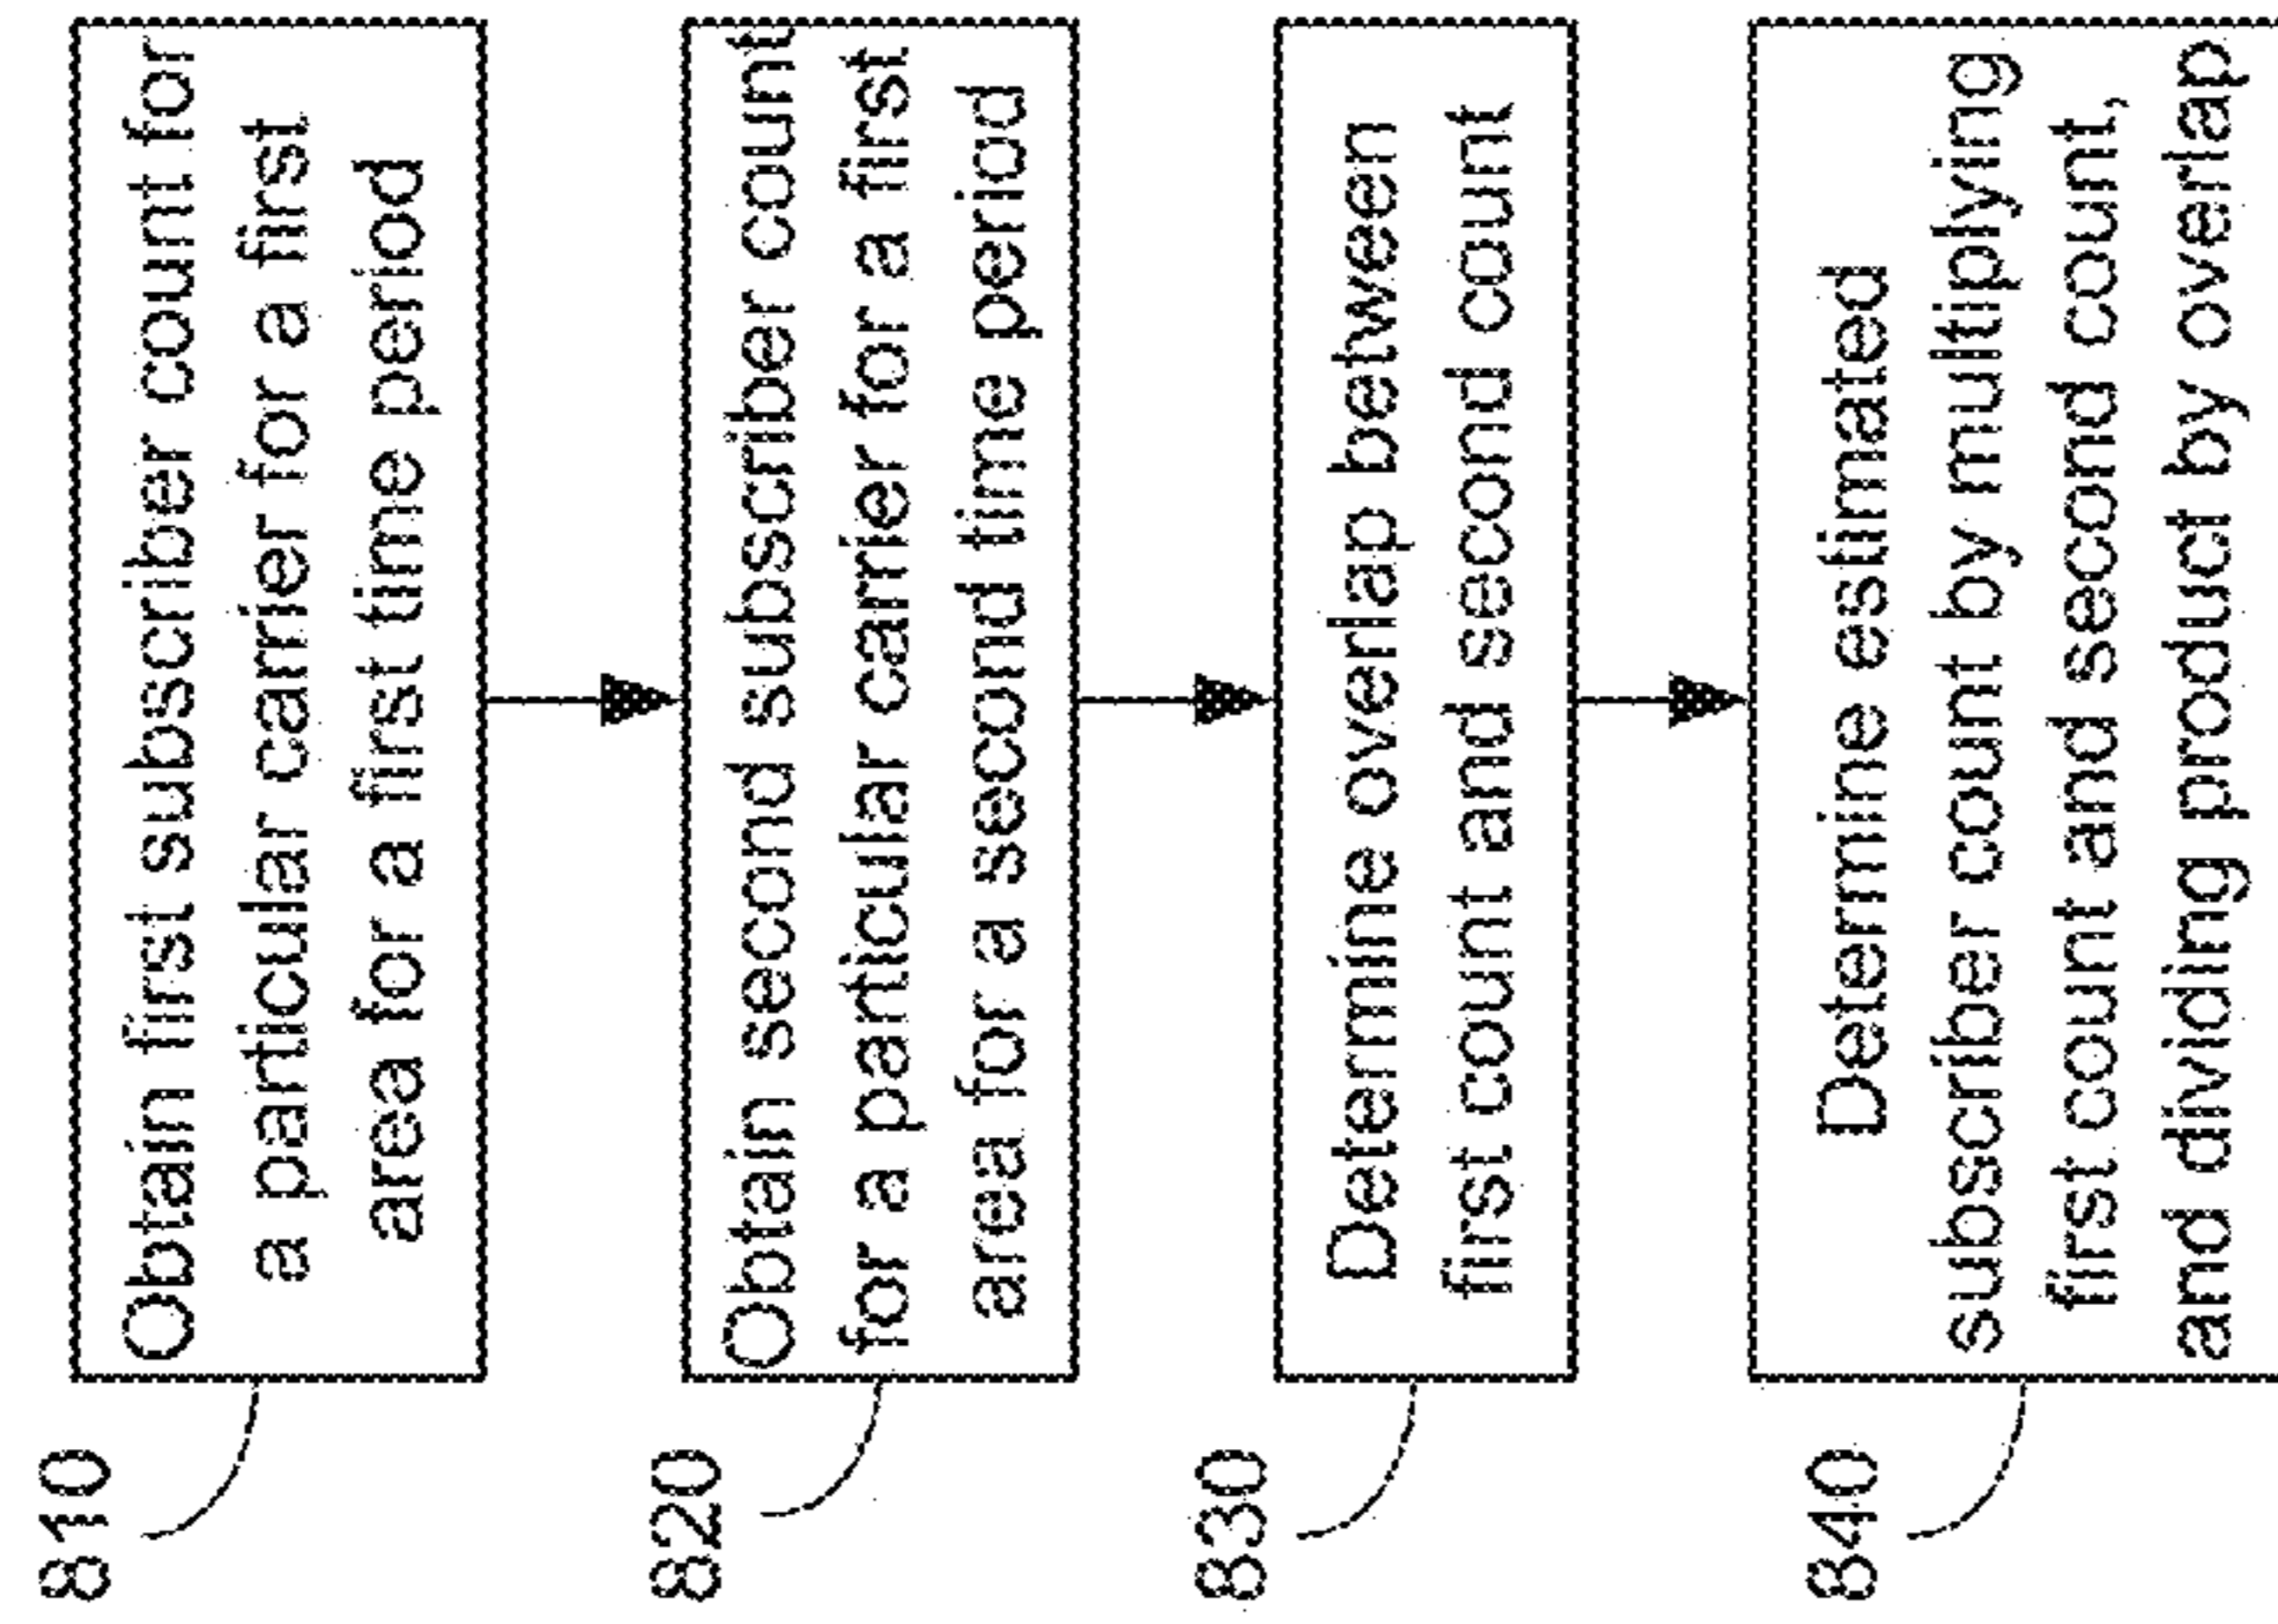 810
Obtain first subscriber count for
a particular carrier for a first
area for a first time period
820
Obtain second subscriber count
for a particular carrier for a first
area for a second time period
830
Determine overlap between
first count and second count
840
Determine estimated
subscriber count by multiplying
first count and second count,
and dividing product by overlap